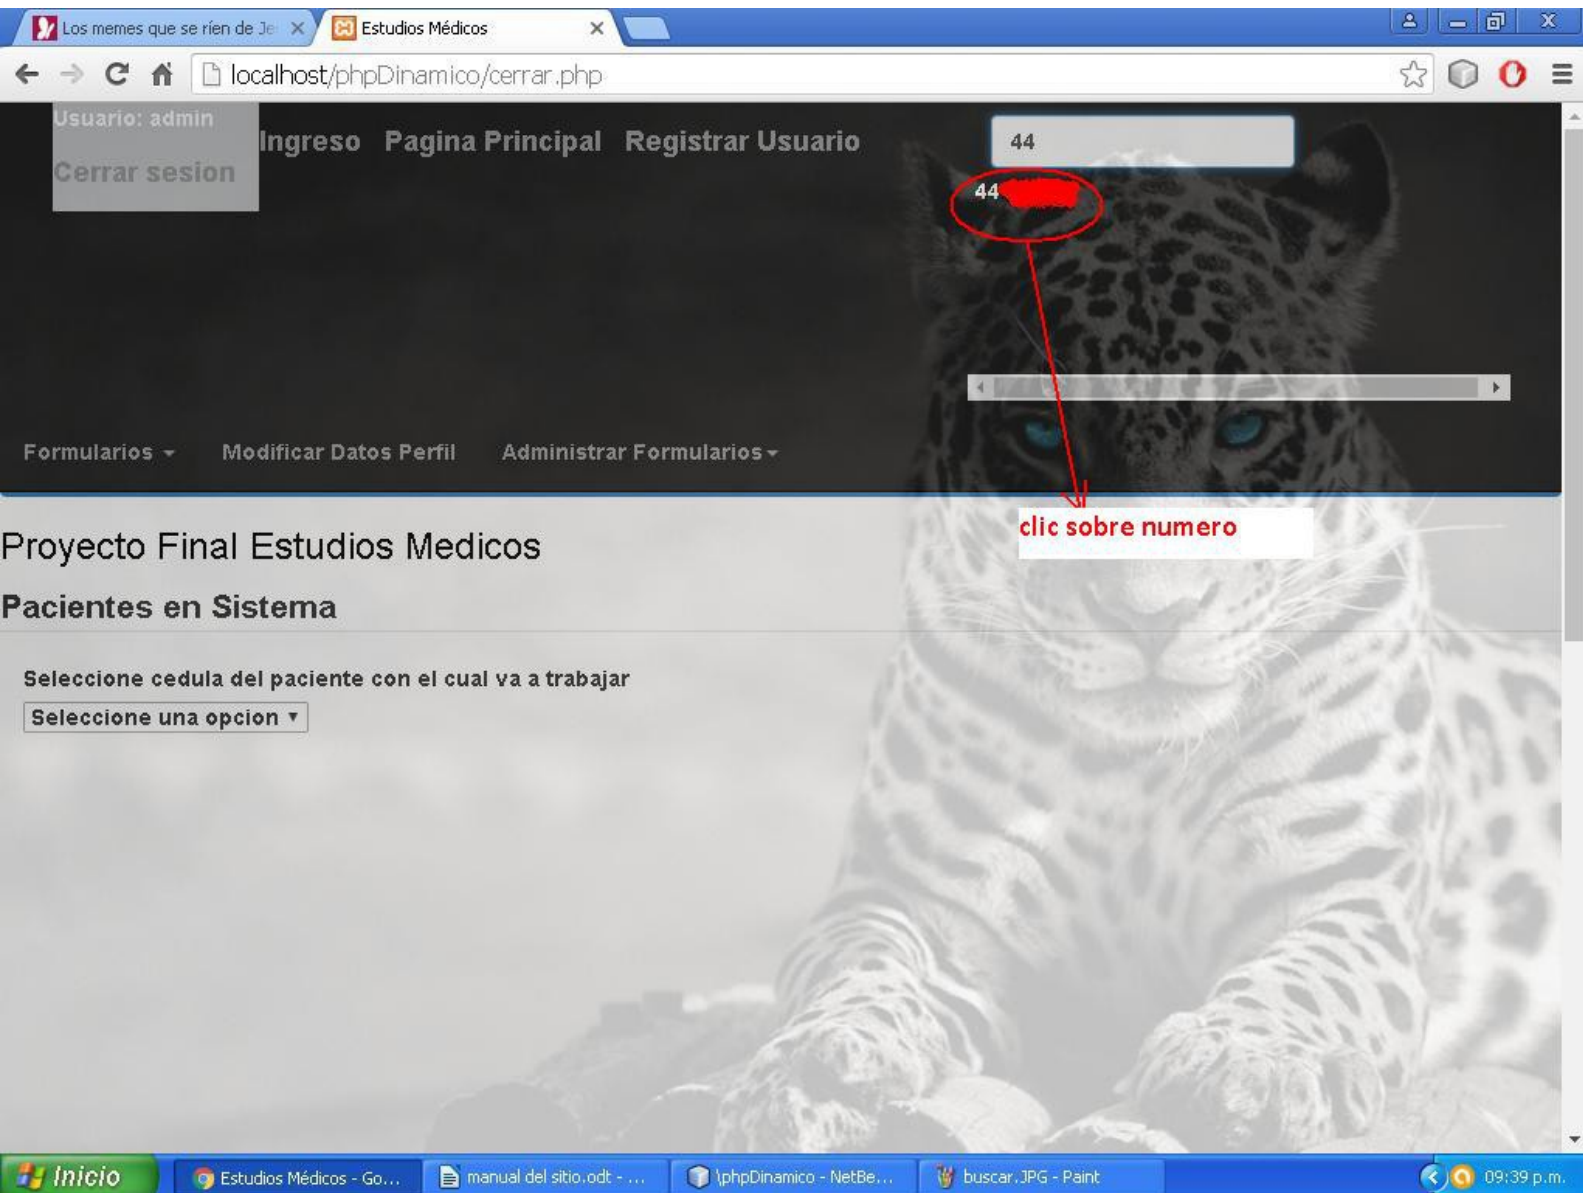 Los memes que se ríen de Je
Estudios Médicos
localhost/phpDinamico/cerrar.php
Usuario: admin
Cerrar sesion
Ingreso Pagina Principal Registrar Usuario
44
44
Formularios Modificar Datos Perfil Administrar Formularios
clic sobre numero
Proyecto Final Estudios Medicos
Pacientes en Sistema
Seleccione cedula del paciente con el cual va a trabajar
Seleccione una opcion
Inicio
Estudios Médicos - Go...
manual del sitio.odt - ...
\phpDinamico - NetBe...
buscar.JPG - Paint
09:39 p.m.